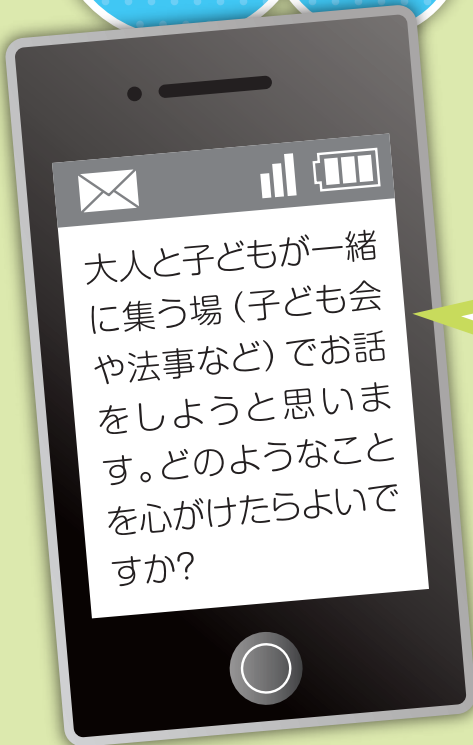 大人と子どもが一緒
に集う場（子ども会
や法事など）でお話
をしようと思いま
す。どのようなこと
を心がけたらよいで
すか?